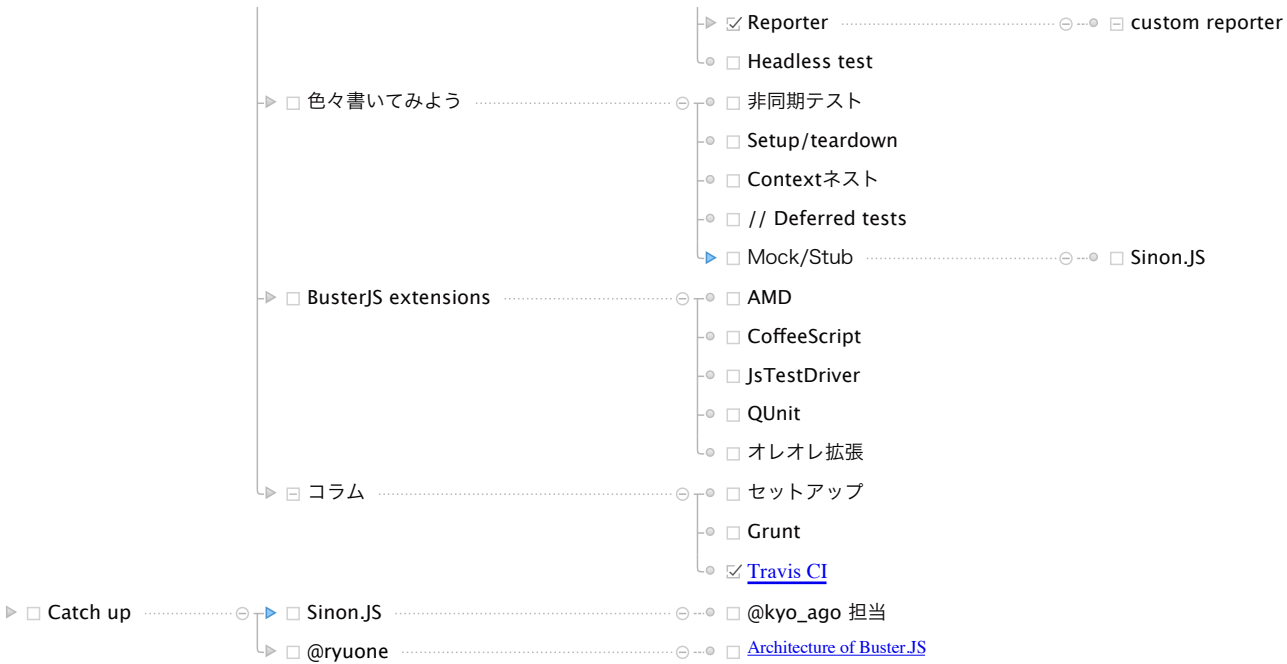 Reporter custom reporter
Headless test
色々書いてみよう 非同期テスト
Setup/teardown
Contextネスト
// Deferred tests
Mock/Stub Sinon.JS
BusterJS extensions AMD
CoffeeScript
JsTestDriver
QUnit
オレオレ拡張
コラム セットアップ
Grunt
Travis CI
Catch up Sinon.JS @kyo_ago 担当
@ryuone Architecture of Buster.JS